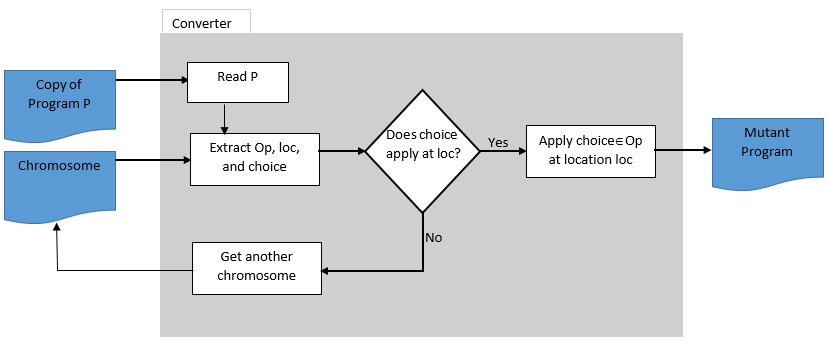 Converter
Copy of
Program P
Read P
Chromosome
Extract Op, loc,
and choice
Does choice
apply at loc?
Yes
Apply choice∈Op
at location loc
Mutant
Program
No
Get another
chromosome